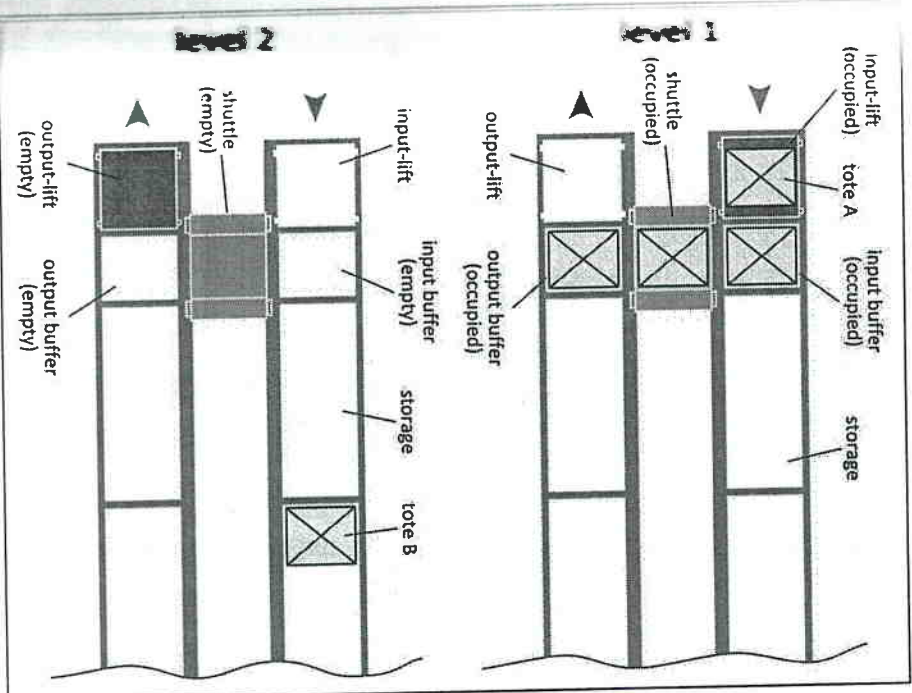 level 1
input-lift
(occupied)
tote A
input buffer
(occupied)
storage
shuttle
(occupied)
output-lift
output buffer
(occupied)
level 2
input-lift
input buffer
(empty)
storage
tote B
shuttle
(empty)
output-lift
(empty)
output buffer
(empty)